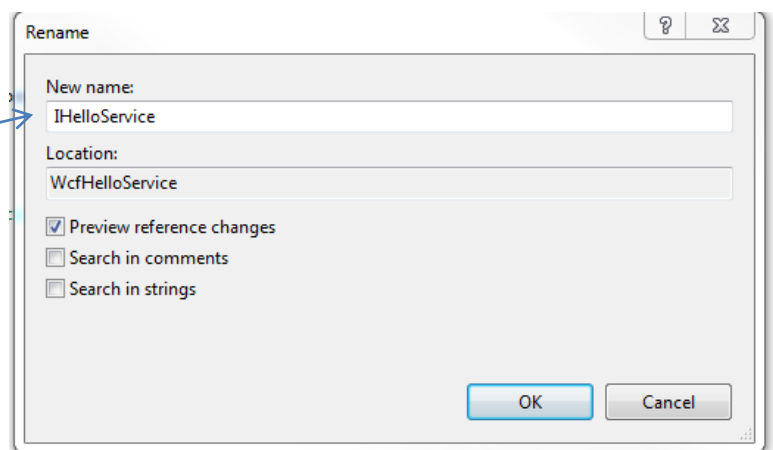 Rename
New name:
IHelloService
Location:
WcfHelloService
Preview reference changes
Search in comments
Search in strings
OK
Cancel